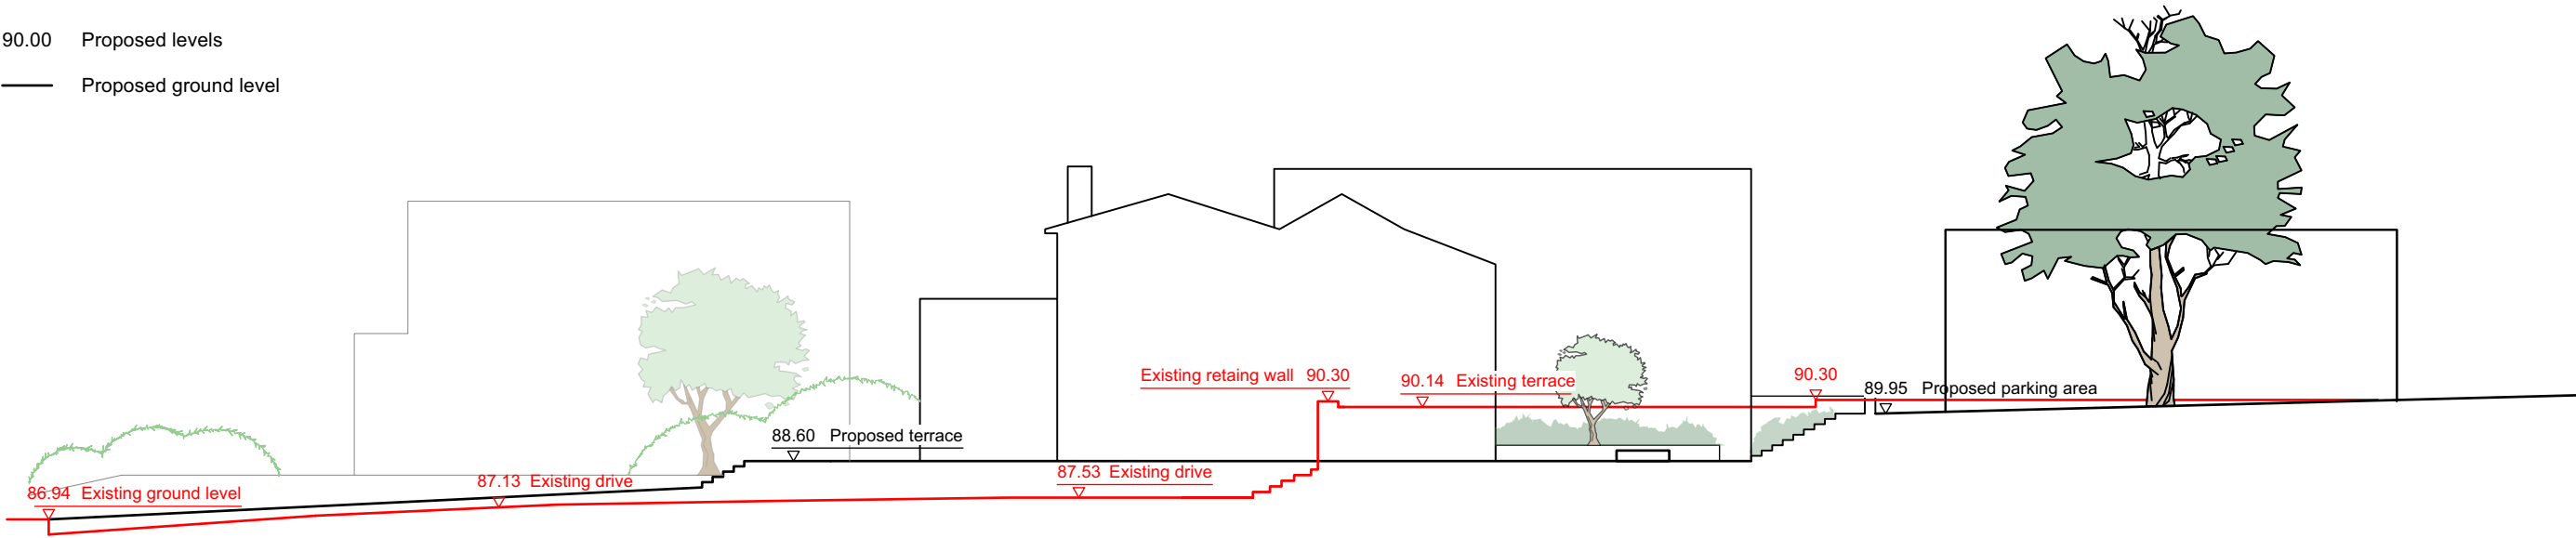 90.00 Proposed levels
Proposed ground level
Existing retaing wall 90.30
90.14 Existing terrace
90.30
89.95 Proposed parking area
88.60 Proposed terrace
87.53 Existing drive
87.13 Existing drive
86.94 Existing ground level